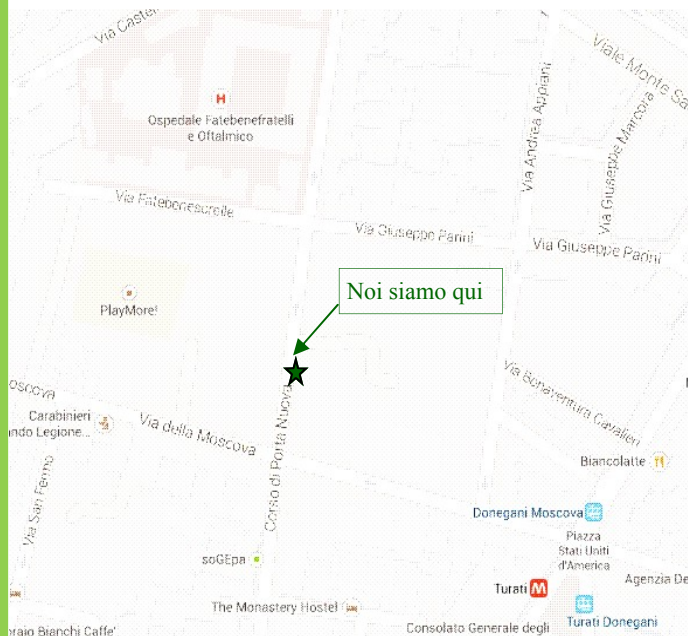 Via Castel
Viale Monte Sa
H
Ospedale Fatebenefratelli
e Oftalmico
Via Andrea Appiani
Via Giuseppe Marcora
Via Fatebenesorelle
Via Giuseppe Parini
Via Giuseppe Parini
Noi siamo qui
PlayMore!
oscova
Carabinieri
ndo Legione...
Via della Moscova
Corso di Porta Nuova
Via Bonaventura Cavalieri
Biancolatte
Via San Fermo
Donegani Moscova
Piazza
Stati Uniti
d'America
soGEpa
Turati M
Agenzia De
The Monastery Hostel
Turati Donegani
Consolato Generale degli
oraio Bianchi Caffe'